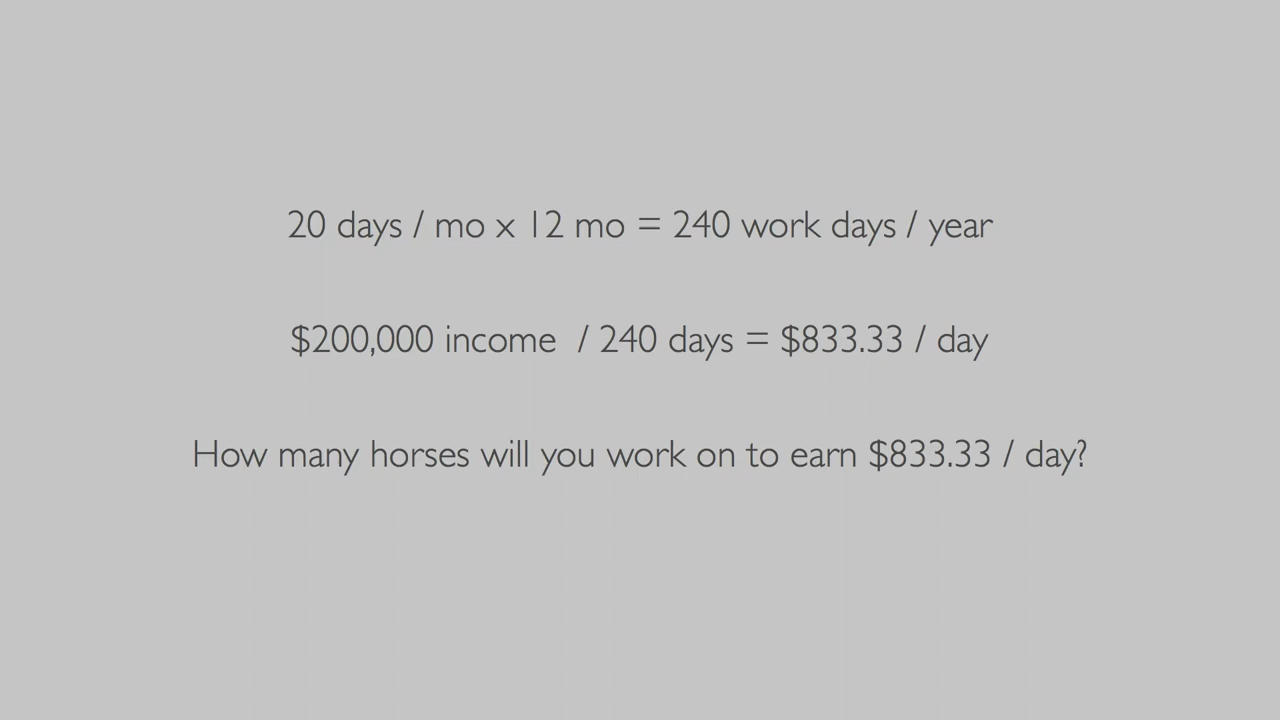 20 days / mo x 12 mo = 240 work days / year
$200,000 income / 240 days = $833.33 / day
How many horses will you work on to earn $833.33 / day?